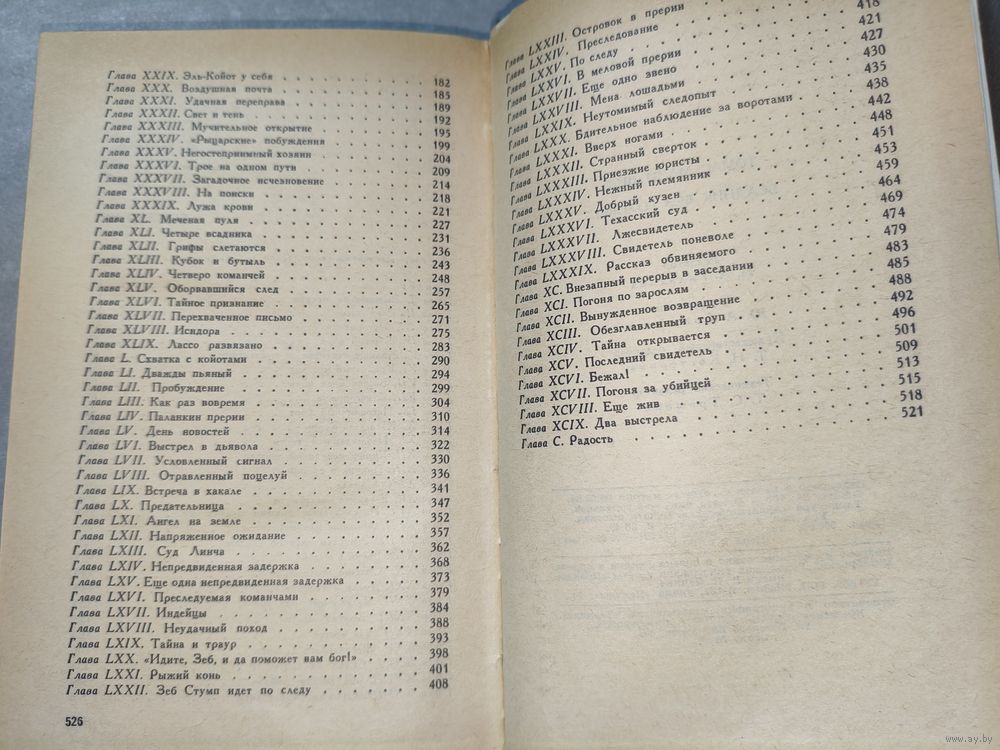 Глава XXIX. Эль-Койот у себя . . . . . . . . . . 182
Глава XXX. Воздушная почта . . . . . . . . . . 185
Глава XXXI. Удачная переправа . . . . . . . . . . 189
Глава XXXII. Свет и тень . . . . . . . . . . 192
Глава XXXIII. Мучительное открытие . . . . . . . . . . 195
Глава XXXIV. «Рыцарские» побуждения . . . . . . . . . . 199
Глава XXXV. Негостеприимный хозяин . . . . . . . . . . 204
Глава XXXVI. Трое на одном пути . . . . . . . . . . 209
Глава XXXVII. Загадочное исчезновение . . . . . . . . . . 214
Глава XXXVIII. На поиски . . . . . . . . . . 218
Глава XXXIX. Лужа крови . . . . . . . . . . 221
Глава XL. Меченая пуля . . . . . . . . . . 227
Глава XLI. Четыре всадника . . . . . . . . . . 231
Глава XLII. Грифы слетаются . . . . . . . . . . 236
Глава XLIII. Кубок и бутыль . . . . . . . . . . 243
Глава XLIV. Четверо команчей . . . . . . . . . . 248
Глава XLV. Оборвавшийся след . . . . . . . . . . 257
Глава XLVI. Тайное признание . . . . . . . . . . 265
Глава XLVII. Перехваченное письмо . . . . . . . . . . 271
Глава XLVIII. Исидора . . . . . . . . . . 275
Глава XLIX. Лассо развязано . . . . . . . . . . 283
Глава L. Схватка с койотами . . . . . . . . . . 290
Глава LI. Дважды пьяный . . . . . . . . . . 294
Глава LII. Пробуждение . . . . . . . . . . 299
Глава LIII. Как раз вовремя . . . . . . . . . . 304
Глава LIV. Паланкин прерии . . . . . . . . . . 310
Глава LV. День новостей . . . . . . . . . . 314
Глава LVI. Выстрел в дьявола . . . . . . . . . . 322
Глава LVII. Условленный сигнал . . . . . . . . . . 330
Глава LVIII. Отравленный поцелуй . . . . . . . . . . 336
Глава LIX. Встреча в хакале . . . . . . . . . . 341
Глава LX. Предательница . . . . . . . . . . 347
Глава LXI. Ангел на земле . . . . . . . . . . 352
Глава LXII. Напряженное ожидание . . . . . . . . . . 357
Глава LXIII. Суд Линча . . . . . . . . . . 362
Глава LXIV. Непредвиденная задержка . . . . . . . . . . 368
Глава LXV. Еще одна непредвиденная задержка . . . . . . . 373
Глава LXVI. Преследуемая команчами . . . . . . . . . . 379
Глава LXVII. Индейцы . . . . . . . . . . 384
Глава LXVIII. Неудачный поход . . . . . . . . . . 388
Глава LXIX. Тайна и траур . . . . . . . . . . 393
Глава LXX. «Идите, Зеб, и да поможет вам бог!» . . . . . . 398
Глава LXXI. Рыжий конь . . . . . . . . . . 401
Глава LXXII. Зеб Стумп идет по следу . . . . . . . . . . 408
526
Глава LXXIII. Островок в прерии
Глава LXXIV. Преследование
Глава LXXV. По следу . . . . . . . . . . 418
Глава LXXVI. В меловой прерии . . . . . . . . . . 421
Глава LXXVII. Еще одно звено . . . . . . . . . . 427
Глава LXXVIII. Мена лошадьми . . . . . . . . . . 430
Глава LXXIX. Неутомимый следопыт . . . . . . . . . . 435
Глава LXXX. Бдительное наблюдение за воротами . . . . 438
Глава LXXXI. Вверх ногами . . . . . . . . . . 442
Глава LXXXII. Странный сверток . . . . . . . . . . 448
Глава LXXXIII. Приезжие юристы . . . . . . . . . . 451
Глава LXXXIV. Нежный племянник . . . . . . . . . . 453
Глава LXXXV. Добрый кузен . . . . . . . . . . 459
Глава LXXXVI. Техасский суд . . . . . . . . . . 464
Глава LXXXVII. Лжесвидетель . . . . . . . . . . 469
Глава LXXXVIII. Свидетель поневоле . . . . . . . . . . 474
Глава LXXXIX. Рассказ обвиняемого . . . . . . . . . . 479
Глава XC. Внезапный перерыв в заседании . . . . . . . 483
Глава XCI. Погоня по зарослям . . . . . . . . . . 485
Глава XCII. Вынужденное возвращение . . . . . . . . . . 488
Глава XCIII. Обезглавленный труп . . . . . . . . . . 492
Глава XCIV. Тайна открывается . . . . . . . . . . 496
Глава XCV. Последний свидетель . . . . . . . . . . 501
Глава XCVI. Бежал! . . . . . . . . . . 509
Глава XCVII. Погоня за убийцей . . . . . . . . . . 513
Глава XCVIII. Еще жив . . . . . . . . . . 515
Глава XCIX. Два выстрела . . . . . . . . . . 518
Глава C. Радость . . . . . . . . . . 521
www.ay.by